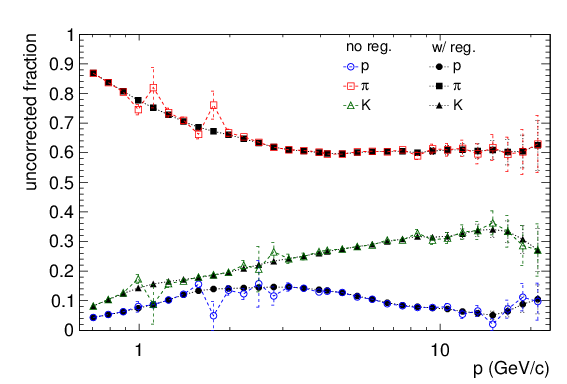 uncorrected fraction
1
0.9
0.8
0.7
0.6
0.5
0.4
0.3
0.2
0.1
0
no reg. w/ reg.
p p
π π
K K
1 10
p (GeV/c)